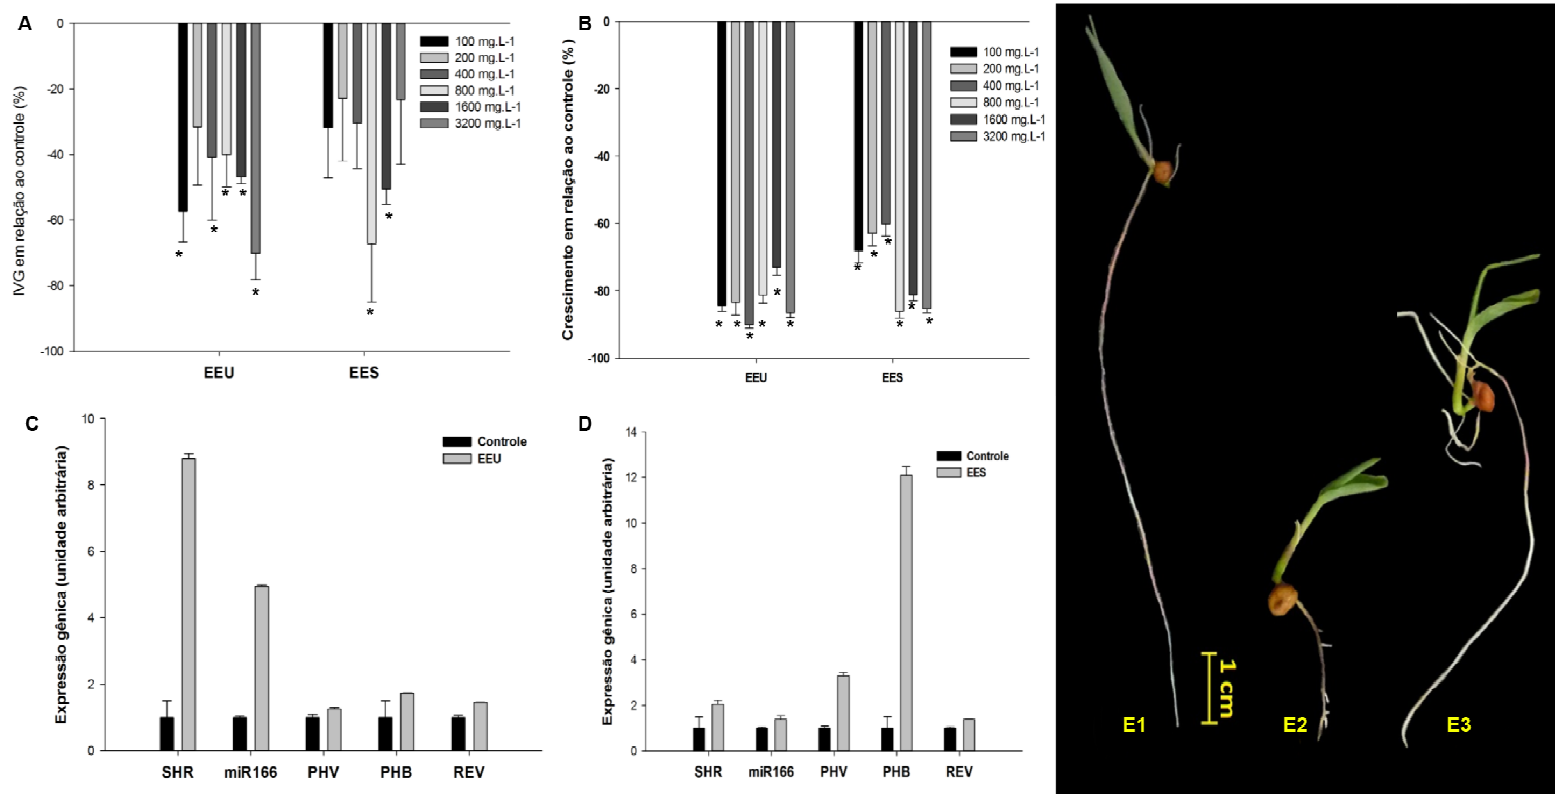 A
IVG em relação ao controle (%)
0
-20
-40
-60
-80
-100
100 mg.L-1
200 mg.L-1
400 mg.L-1
800 mg.L-1
1600 mg.L-1
3200 mg.L-1
*
*
*
*
*
*
*
EEU
EES
B
Crescimento em relação ao controle (%)
0
-20
-40
-60
-80
-100
100 mg.L-1
200 mg.L-1
400 mg.L-1
800 mg.L-1
1600 mg.L-1
3200 mg.L-1
*
*
*
*
*
*
*
*
*
*
*
*
EEU
EES
C
Expressão gênica (unidade arbitrária)
10
8
6
4
2
0
Controle
EEU
SHR
miR166
PHV
PHB
REV
D
Expressão gênica (unidade arbitrária)
14
12
10
8
6
4
2
0
Controle
EES
SHR
miR166
PHV
PHB
REV
1 cm
E1
E2
E3